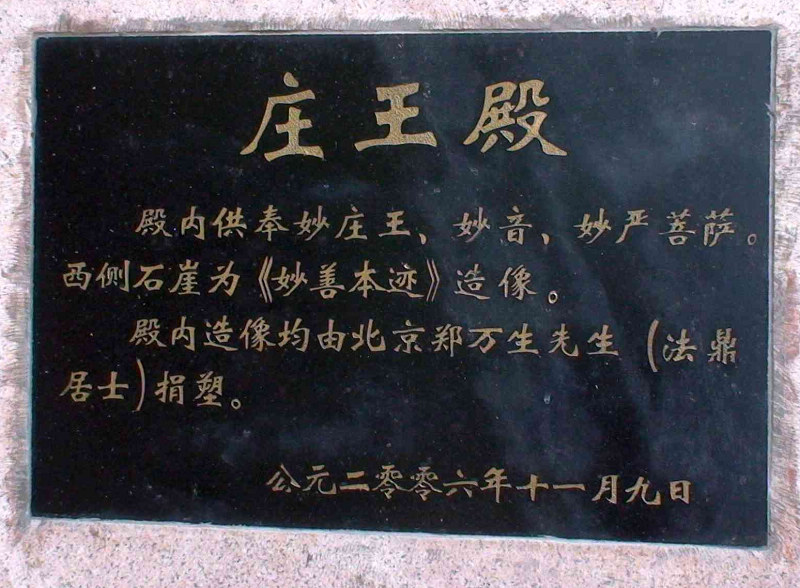 庄王殿
殿内供奉妙庄王、妙音、妙严菩萨。
西侧石崖为《妙善本迹》造像。
殿内造像均由北京郑万生先生(法鼎
居士)捐塑。
公元二零零六年十一月九日